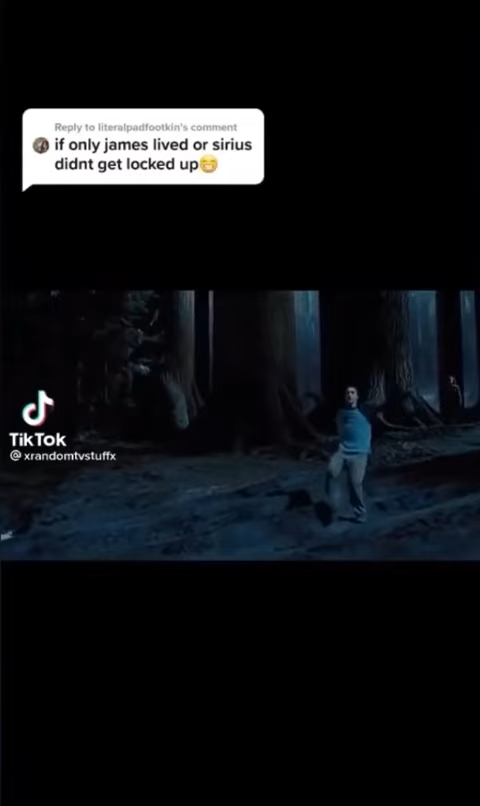 Reply to literalpadfootkin's comment
if only james lived or sirius
didnt get locked up😁
TikTok
@xrandomtvstuffx